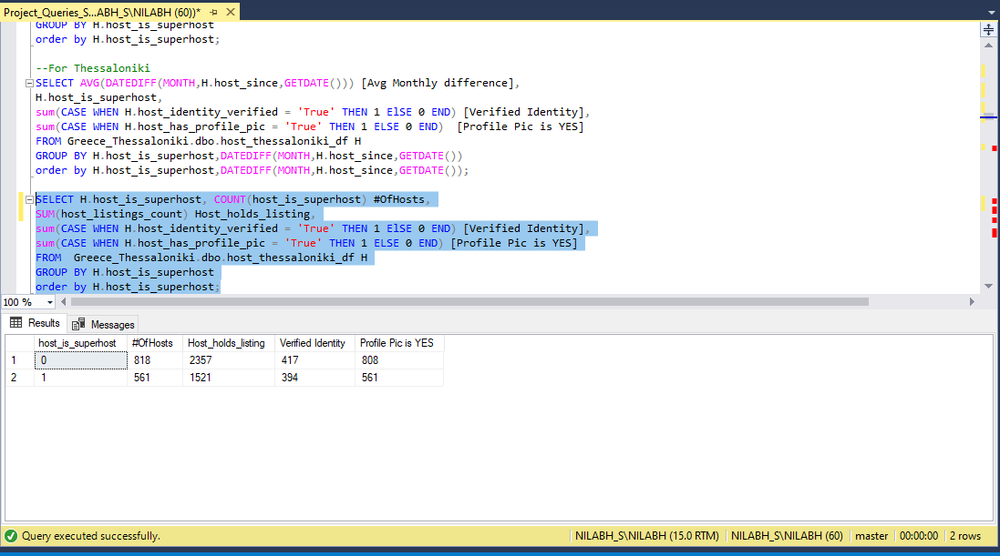 Project_Queries_S...ABH_S\NILABH (60))*
GROUP BY H.host_is_superhost
order by H.host_is_superhost;
--For Thessaloniki
SELECT AVG(DATEDIFF(MONTH,H.host_since,GETDATE())) [Avg Monthly difference],
H.host_is_superhost,
sum(CASE WHEN H.host_identity_verified = 'True' THEN 1 ElSE 0 END) [Verified Identity],
sum(CASE WHEN H.host_has_profile_pic = 'True' THEN 1 ELSE 0 END)  [Profile Pic is YES]
FROM Greece_Thessaloniki.dbo.host_thessaloniki_df H
GROUP BY H.host_is_superhost,DATEDIFF(MONTH,H.host_since,GETDATE())
order by H.host_is_superhost,DATEDIFF(MONTH,H.host_since,GETDATE());
SELECT H.host_is_superhost, COUNT(host_is_superhost) #OfHosts,
SUM(host_listings_count) Host_holds_listing,
sum(CASE WHEN H.host_identity_verified = 'True' THEN 1 ElSE 0 END) [Verified Identity],
sum(CASE WHEN H.host_has_profile_pic = 'True' THEN 1 ELSE 0 END) [Profile Pic is YES]
FROM  Greece_Thessaloniki.dbo.host_thessaloniki_df H
GROUP BY H.host_is_superhost
order by H.host_is_superhost;
100 %
Results Messages
host_is_superhost #OfHosts Host_holds_listing Verified Identity Profile Pic is YES
1 0 818 2357 417 808
2 1 561 1521 394 561
Query executed successfully. NILABH_S\NILABH (15.0 RTM) NILABH_S\NILABH (60) master 00:00:00 2 rows